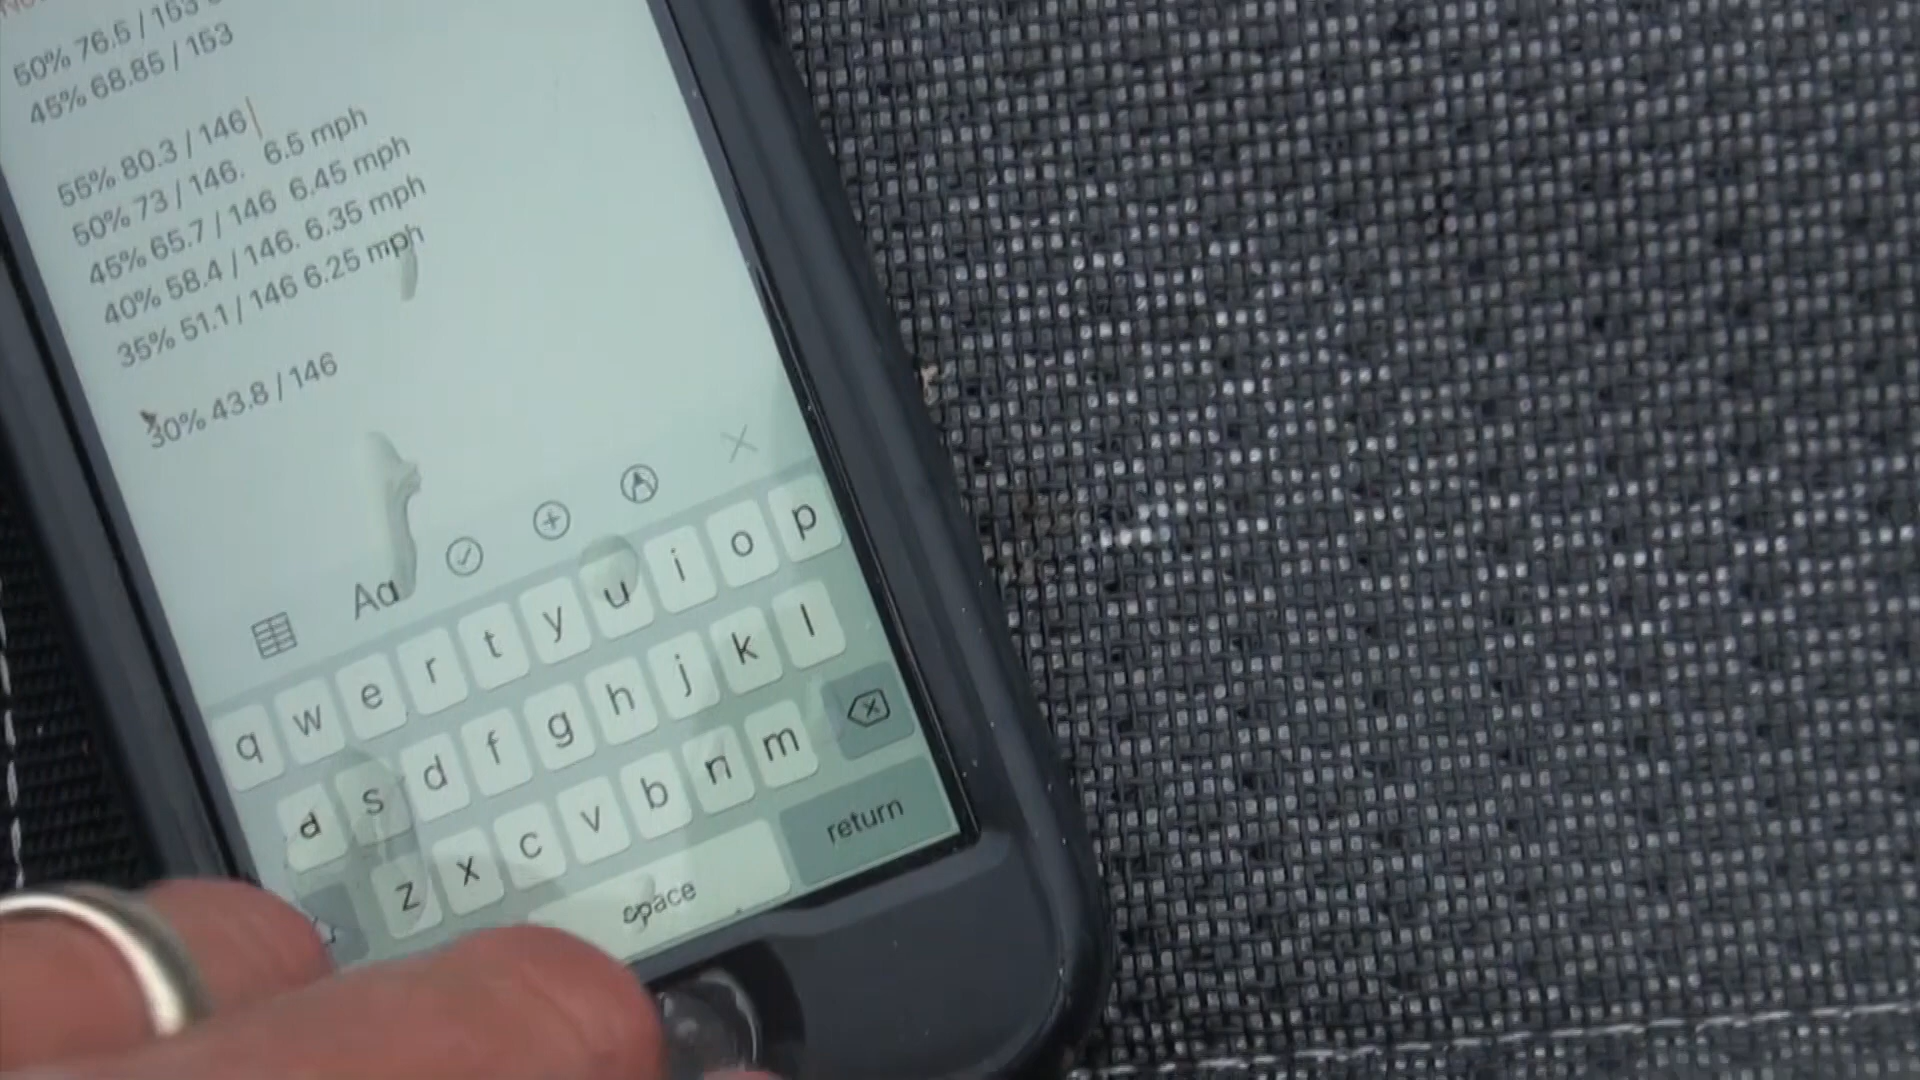 50% 76.5 / 153
45% 68.85 / 153
55% 80.3 / 146
50% 73 / 146. 6.5 mph
45% 65.7 / 146 6.45 mph
40% 58.4 / 146. 6.35 mph
35% 51.1 / 146 6.25 mph
30% 43.8 / 146
Aa
q w e r t y u i o p
a s d f g h j k l
z x c v b n m
space return